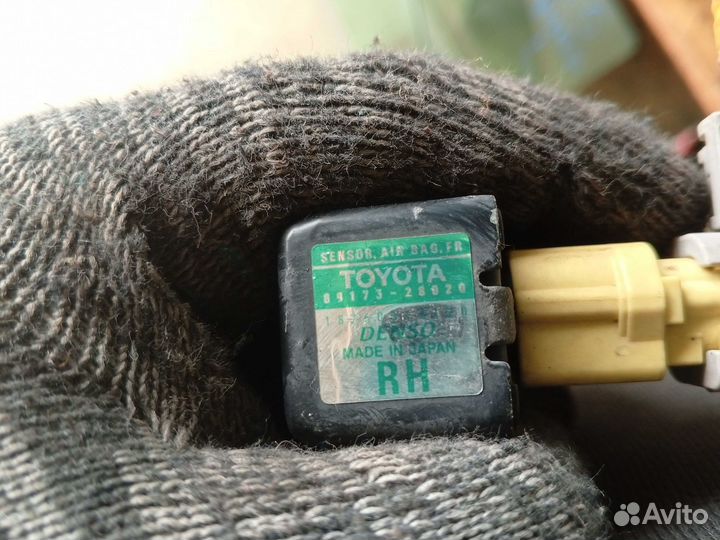 SENSOR, AIR BAG, FR
TOYOTA
89173-28020
DENSO
MADE IN JAPAN
RH
Avito